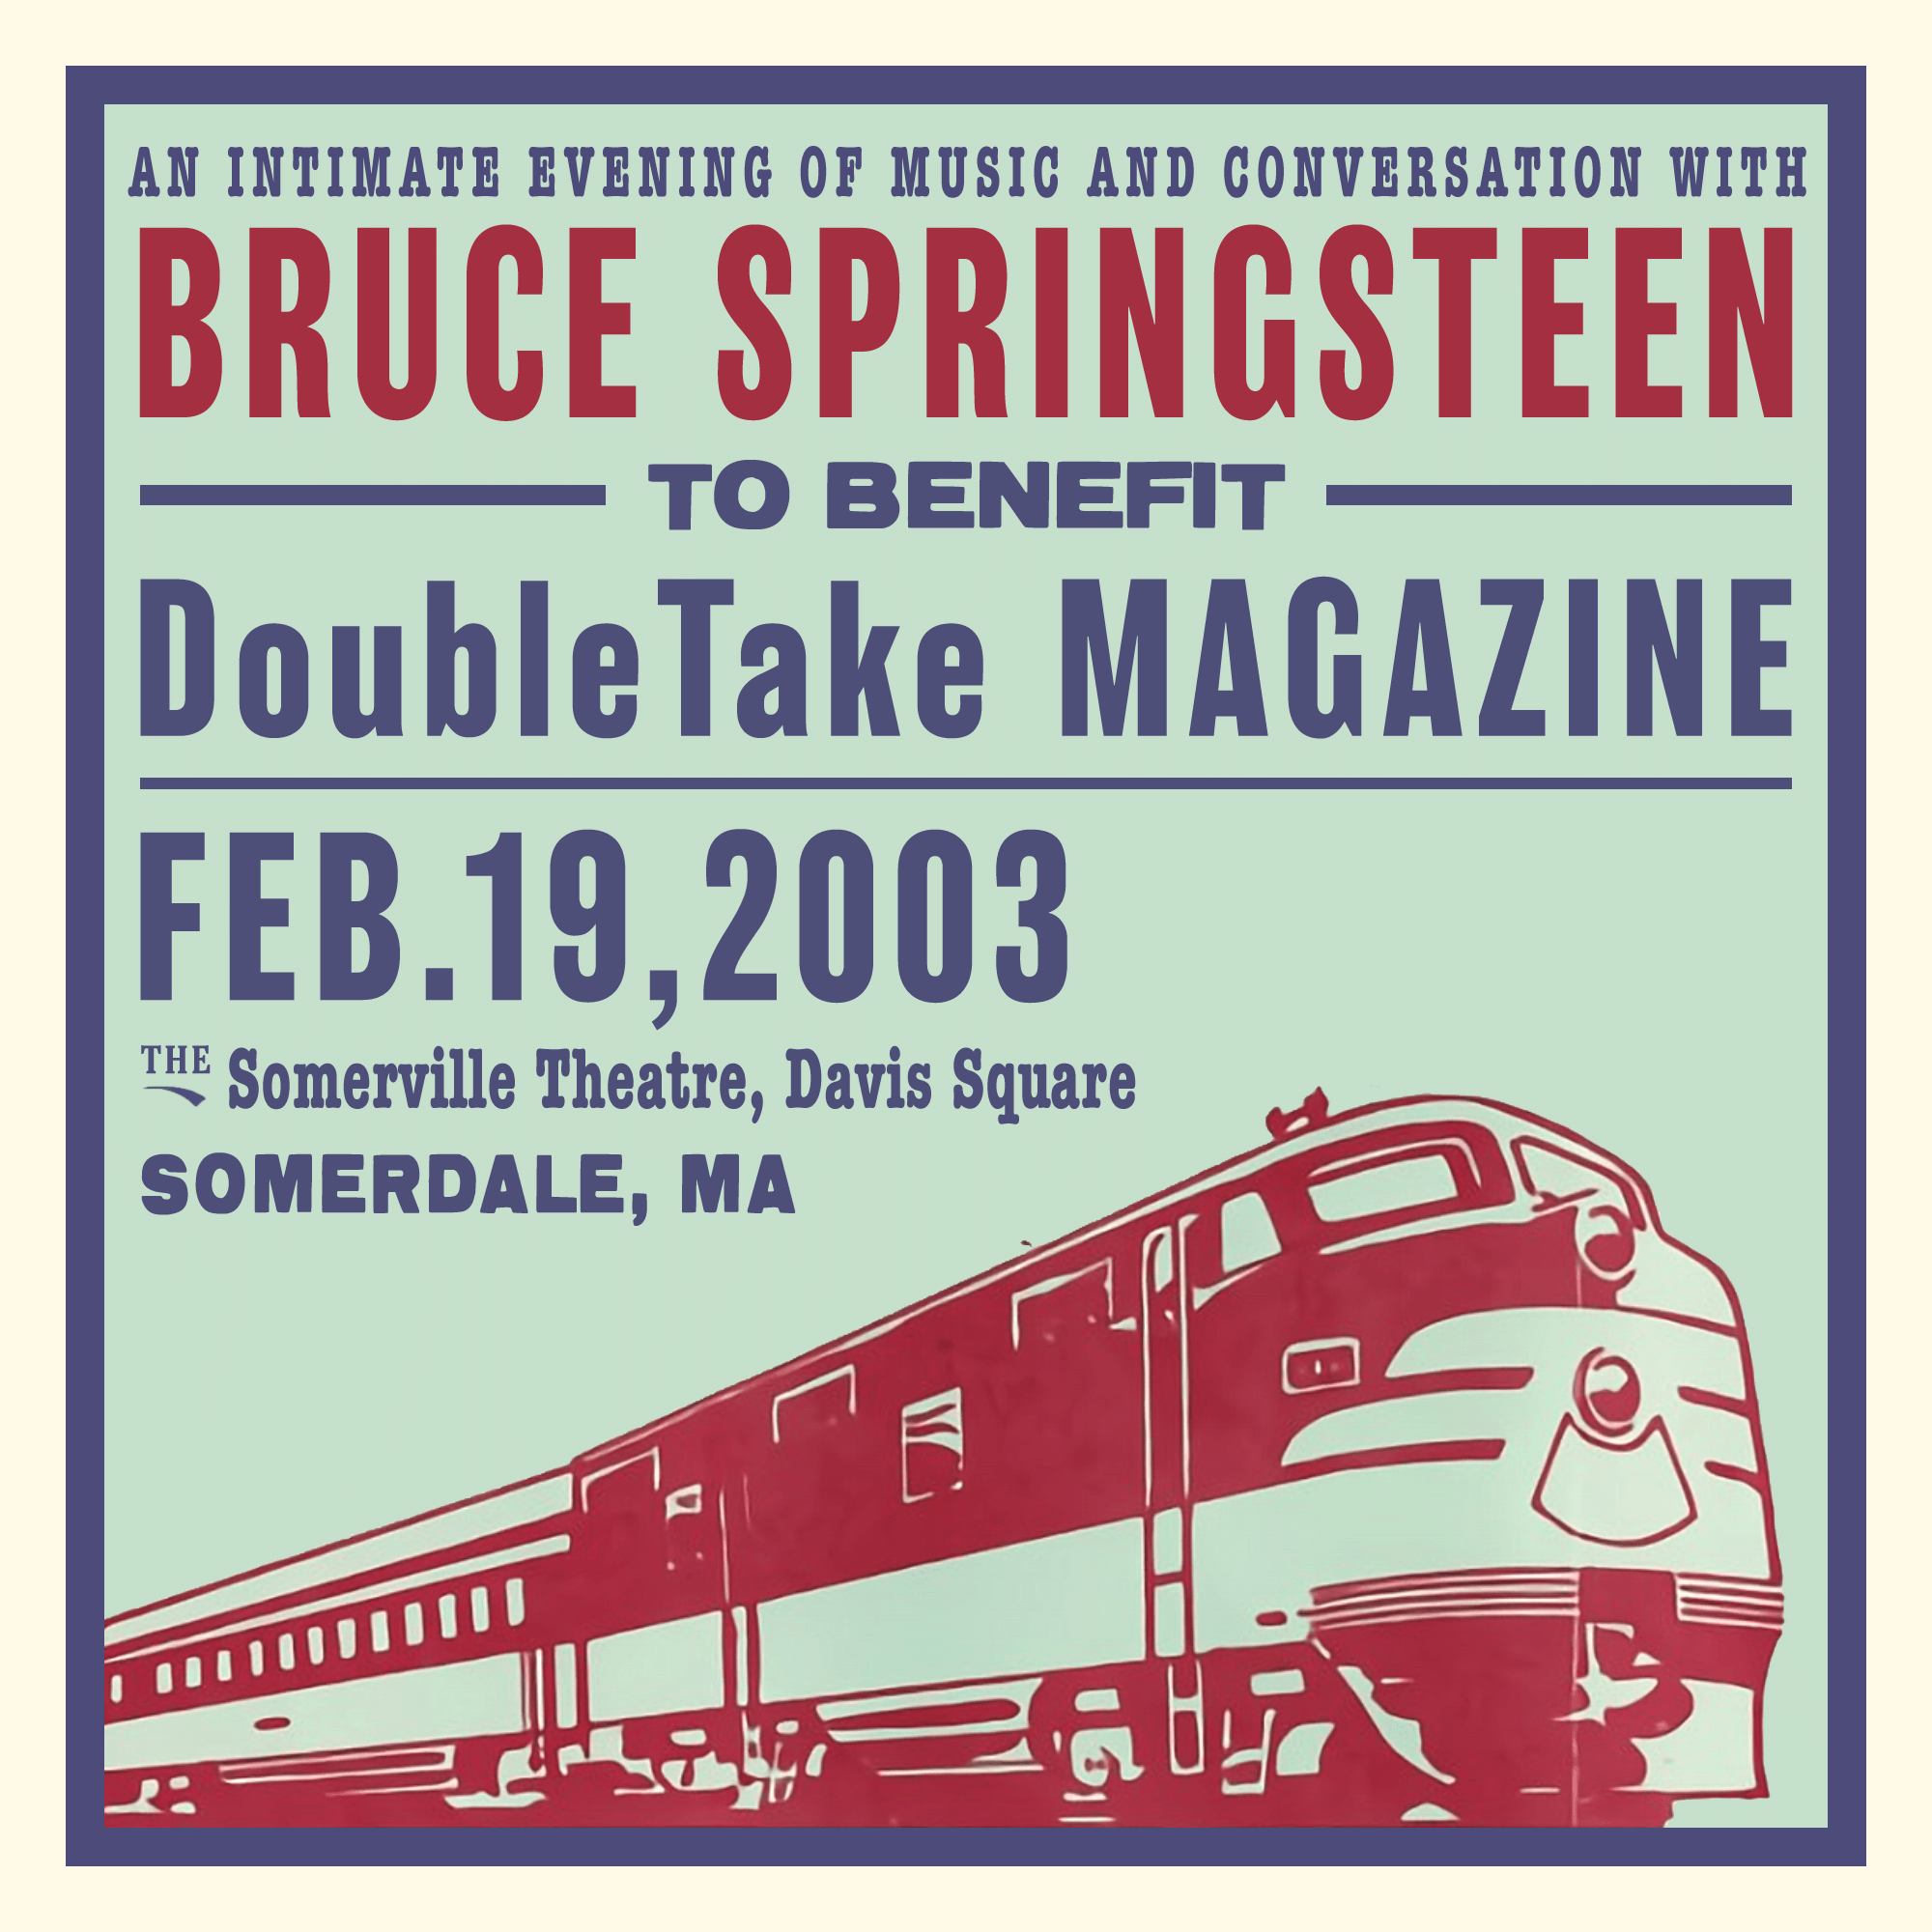 AN INTIMATE EVENING OF MUSIC AND CONVERSATION WITH
BRUCE SPRINGSTEEN
TO BENEFIT
DoubleTake MAGAZINE
FEB.19,2003
THE Somerville Theatre, Davis Square
SOMERDALE, MA